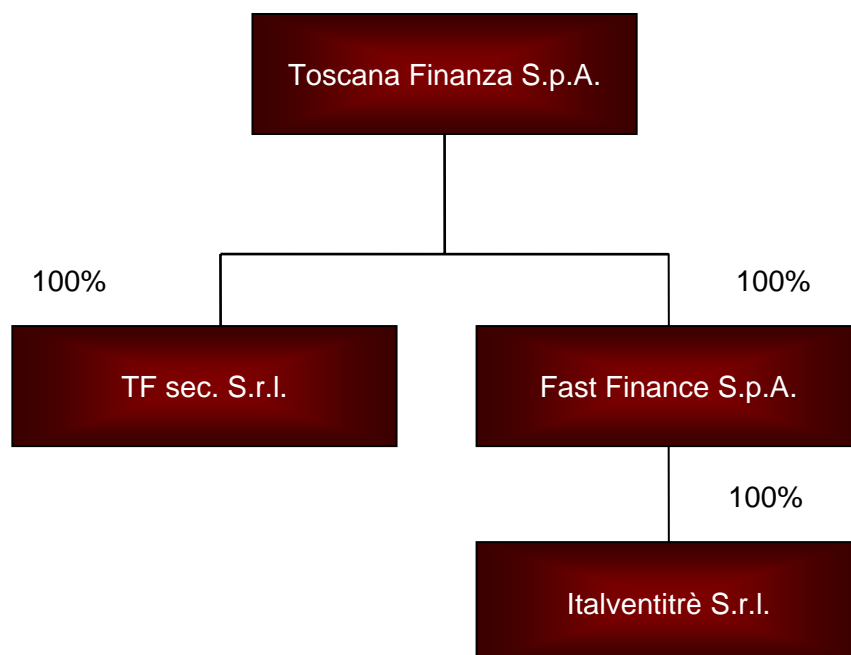 Toscana Finanza S.p.A.
100%
100%
TF sec. S.r.l.
Fast Finance S.p.A.
100%
Italventitrè S.r.l.